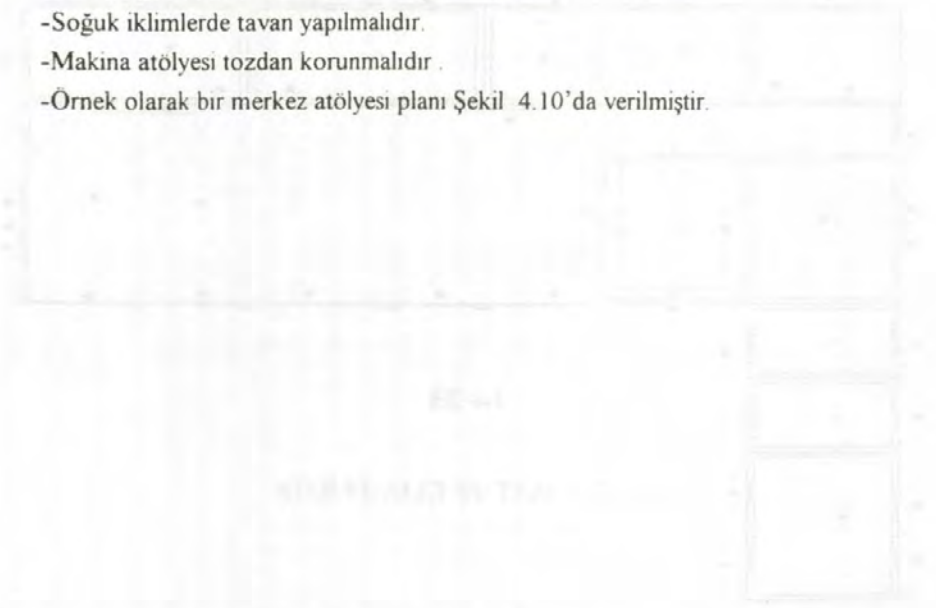 -Soğuk iklimlerde tavan yapılmalıdır.
-Makina atölyesi tozdan korunmalıdır .
-Örnek olarak bir merkez atölyesi planı Şekil 4.10'da verilmiştir.